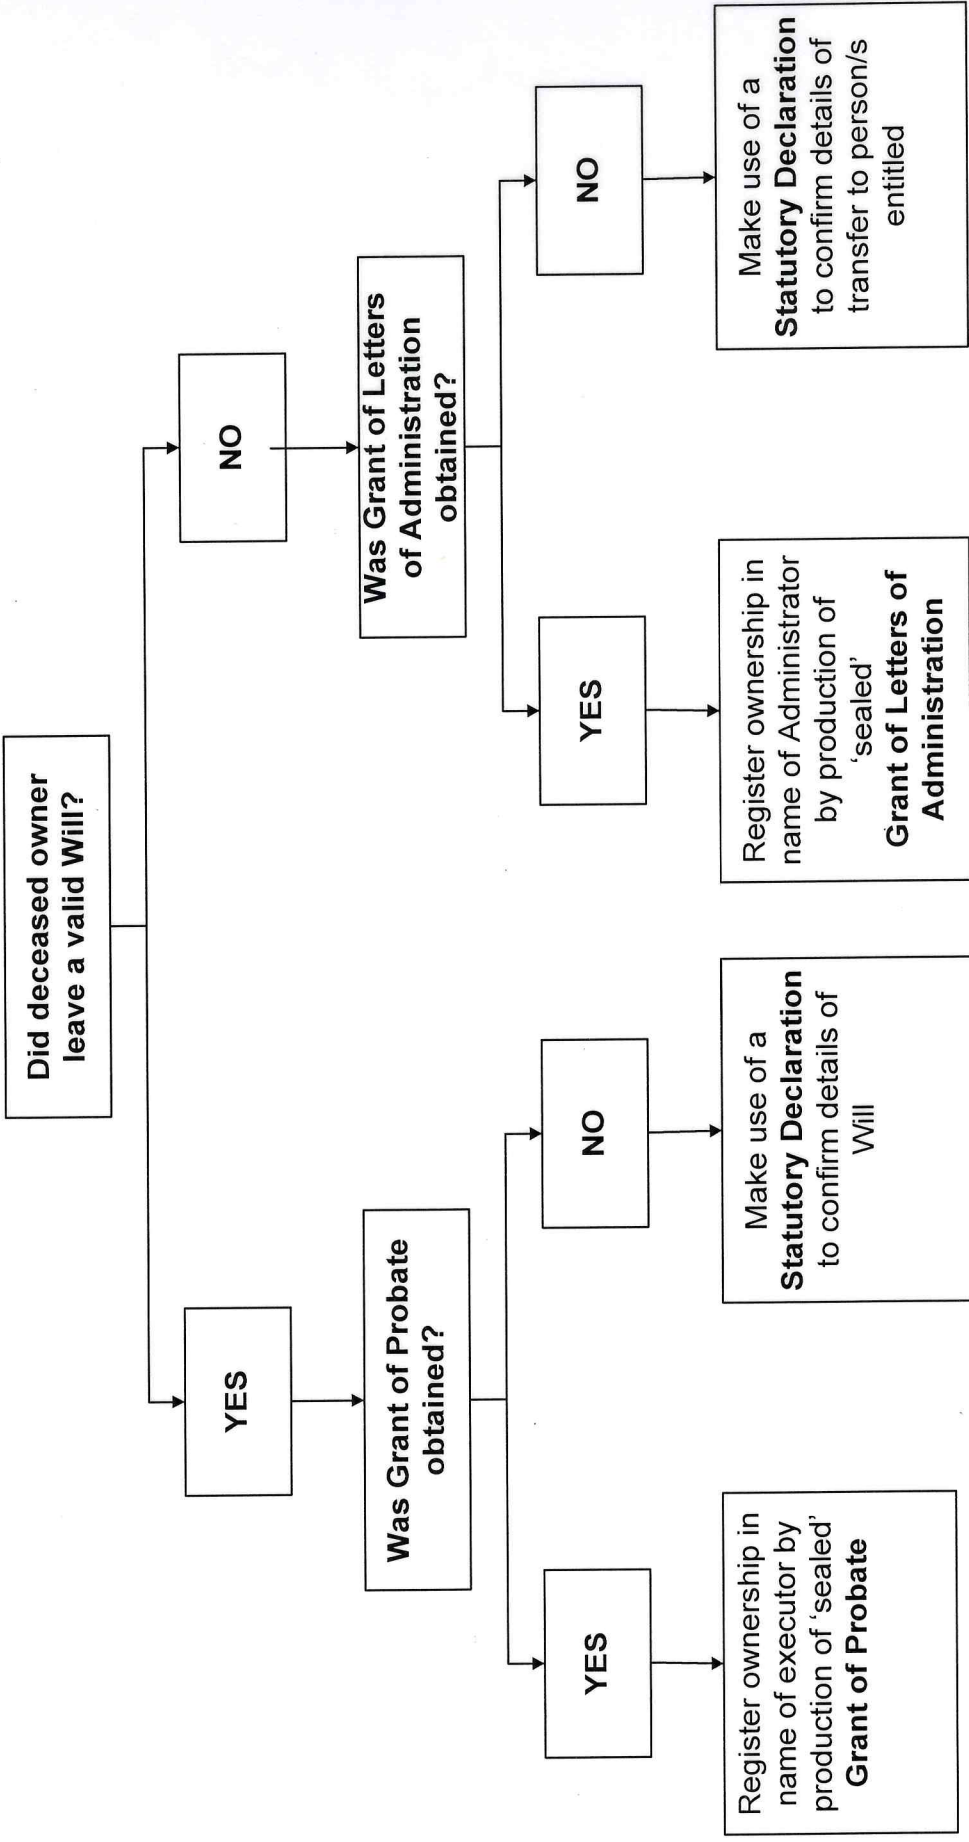 Did deceased owner
leave a valid Will?
YES
NO
Was Grant of Probate
obtained?
Was Grant of Letters
of Administration
obtained?
YES
NO
YES
NO
Register ownership in
name of executor by
production of ‘sealed’
Grant of Probate
Make use of a
Statutory Declaration
to confirm details of
Will
Register ownership in
name of Administrator
by production of
‘sealed’
Grant of Letters of
Administration
Make use of a
Statutory Declaration
to confirm details of
transfer to person/s
entitled